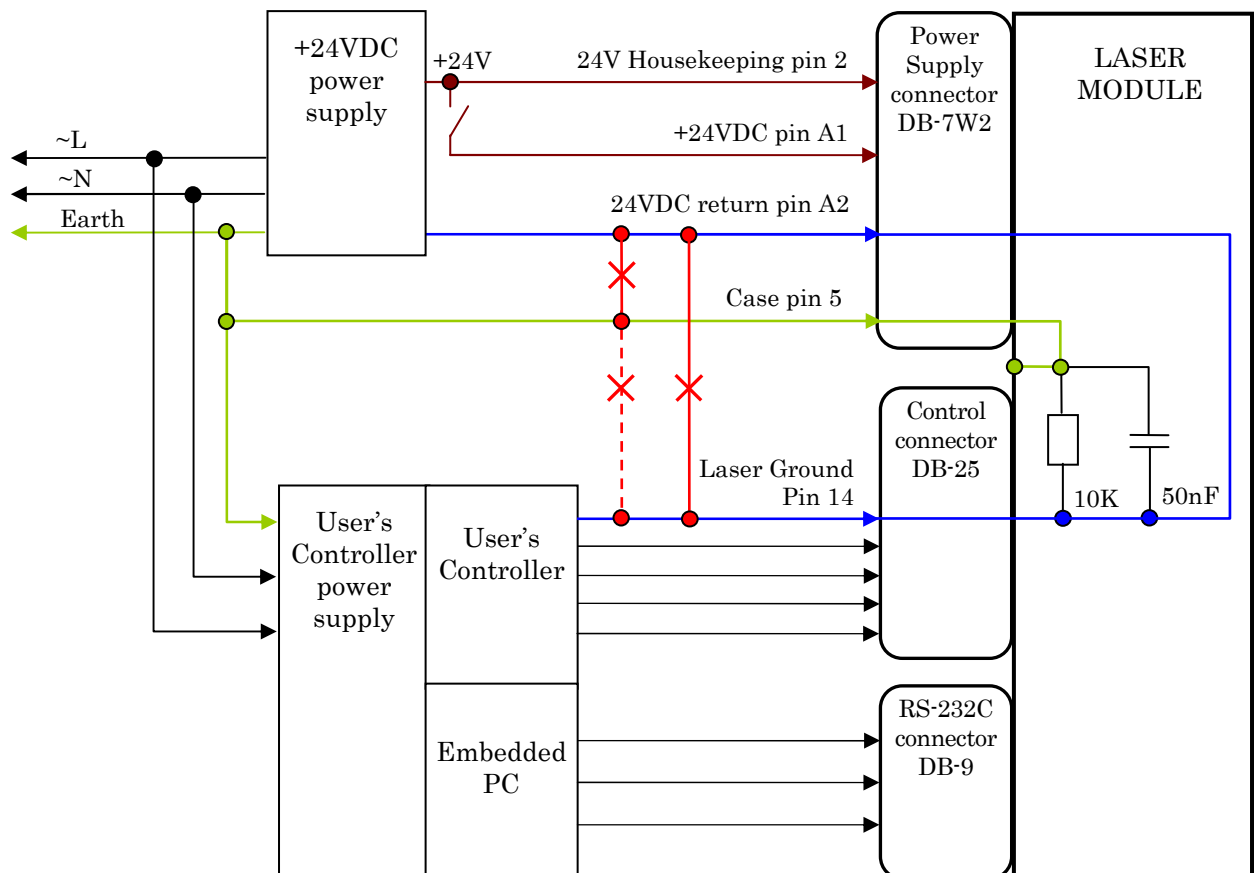 +24VDC
power
supply
+24V
24V Housekeeping pin 2
+24VDC pin A1
Power
Supply
connector
DB-7W2
LASER
MODULE
~L
~N
Earth
24VDC return pin A2
Case pin 5
Control
connector
DB-25
Laser Ground
Pin 14
10K
50nF
User's
Controller
power
supply
User's
Controller
Embedded
PC
RS-232C
connector
DB-9